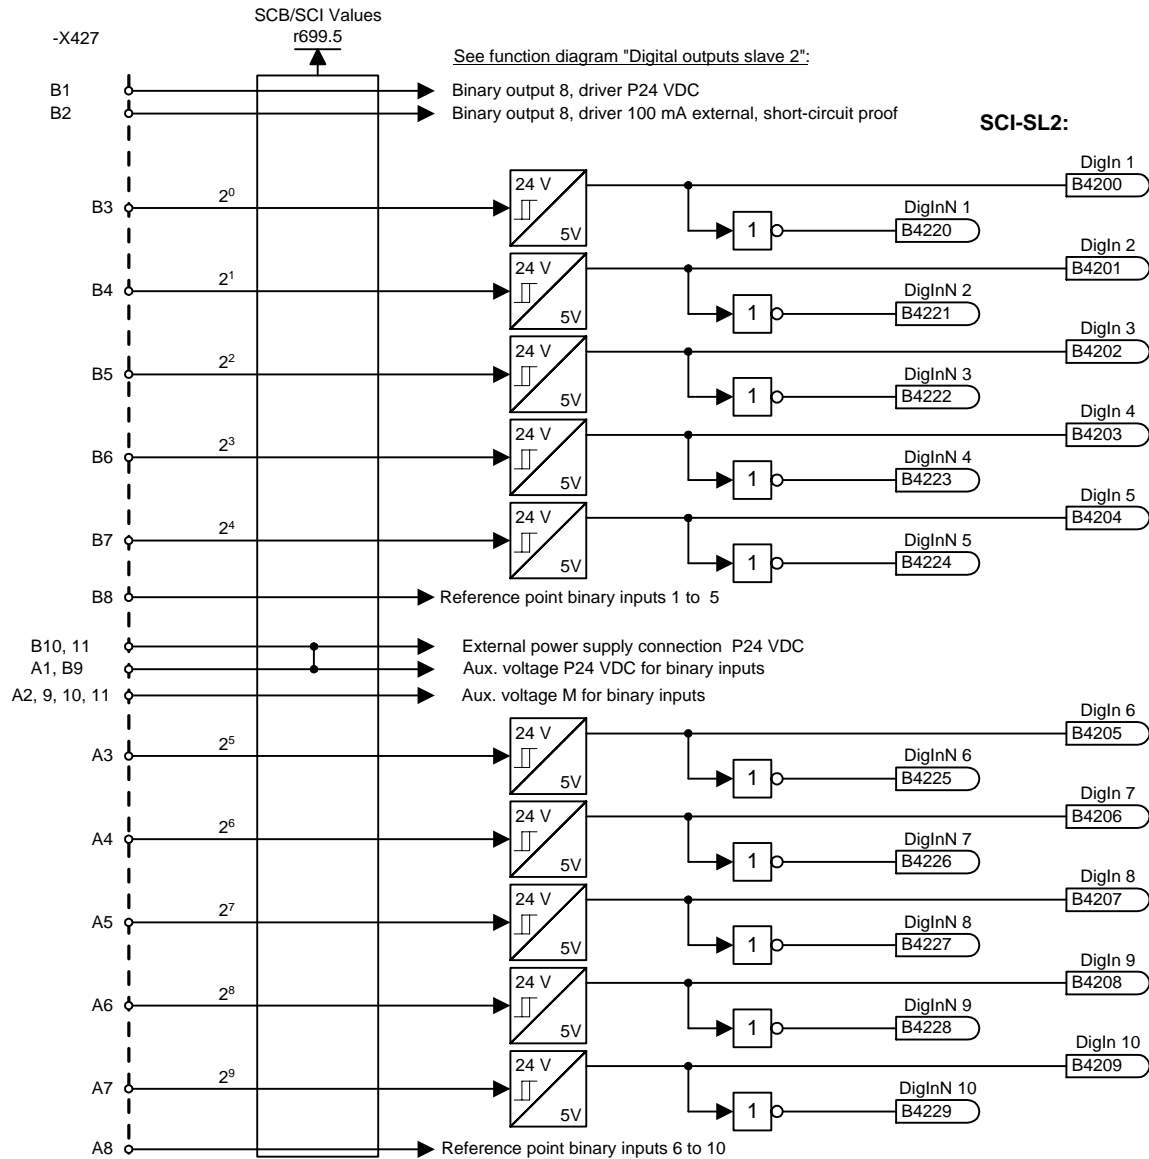 SCB/SCI Values
-X427
r699.5
See function diagram "Digital outputs slave 2":
B1 Binary output 8, driver P24 VDC
B2 Binary output 8, driver 100 mA external, short-circuit proof
SCI-SL2:
DigIn 1
24 V
B4200
B3 2⁰
DigInN 1
5V
1
B4220
DigIn 2
24 V
B4201
B4 2¹
DigInN 2
5V
1
B4221
DigIn 3
24 V
B4202
B5 2²
DigInN 3
5V
1
B4222
DigIn 4
24 V
B4203
B6 2³
DigInN 4
5V
1
B4223
DigIn 5
24 V
B4204
B7 2⁴
DigInN 5
5V
1
B4224
B8 Reference point binary inputs 1 to 5
B10, 11 External power supply connection P24 VDC
A1, B9 Aux. voltage P24 VDC for binary inputs
A2, 9, 10, 11 Aux. voltage M for binary inputs
DigIn 6
24 V
B4205
A3 2⁵
DigInN 6
5V
1
B4225
DigIn 7
24 V
B4206
A4 2⁶
DigInN 7
5V
1
B4226
DigIn 8
24 V
B4207
A5 2⁷
DigInN 8
5V
1
B4227
DigIn 9
24 V
B4208
A6 2⁸
DigInN 9
5V
1
B4228
DigIn 10
24 V
B4209
A7 2⁹
DigInN 10
5V
1
B4229
A8 Reference point binary inputs 6 to 10